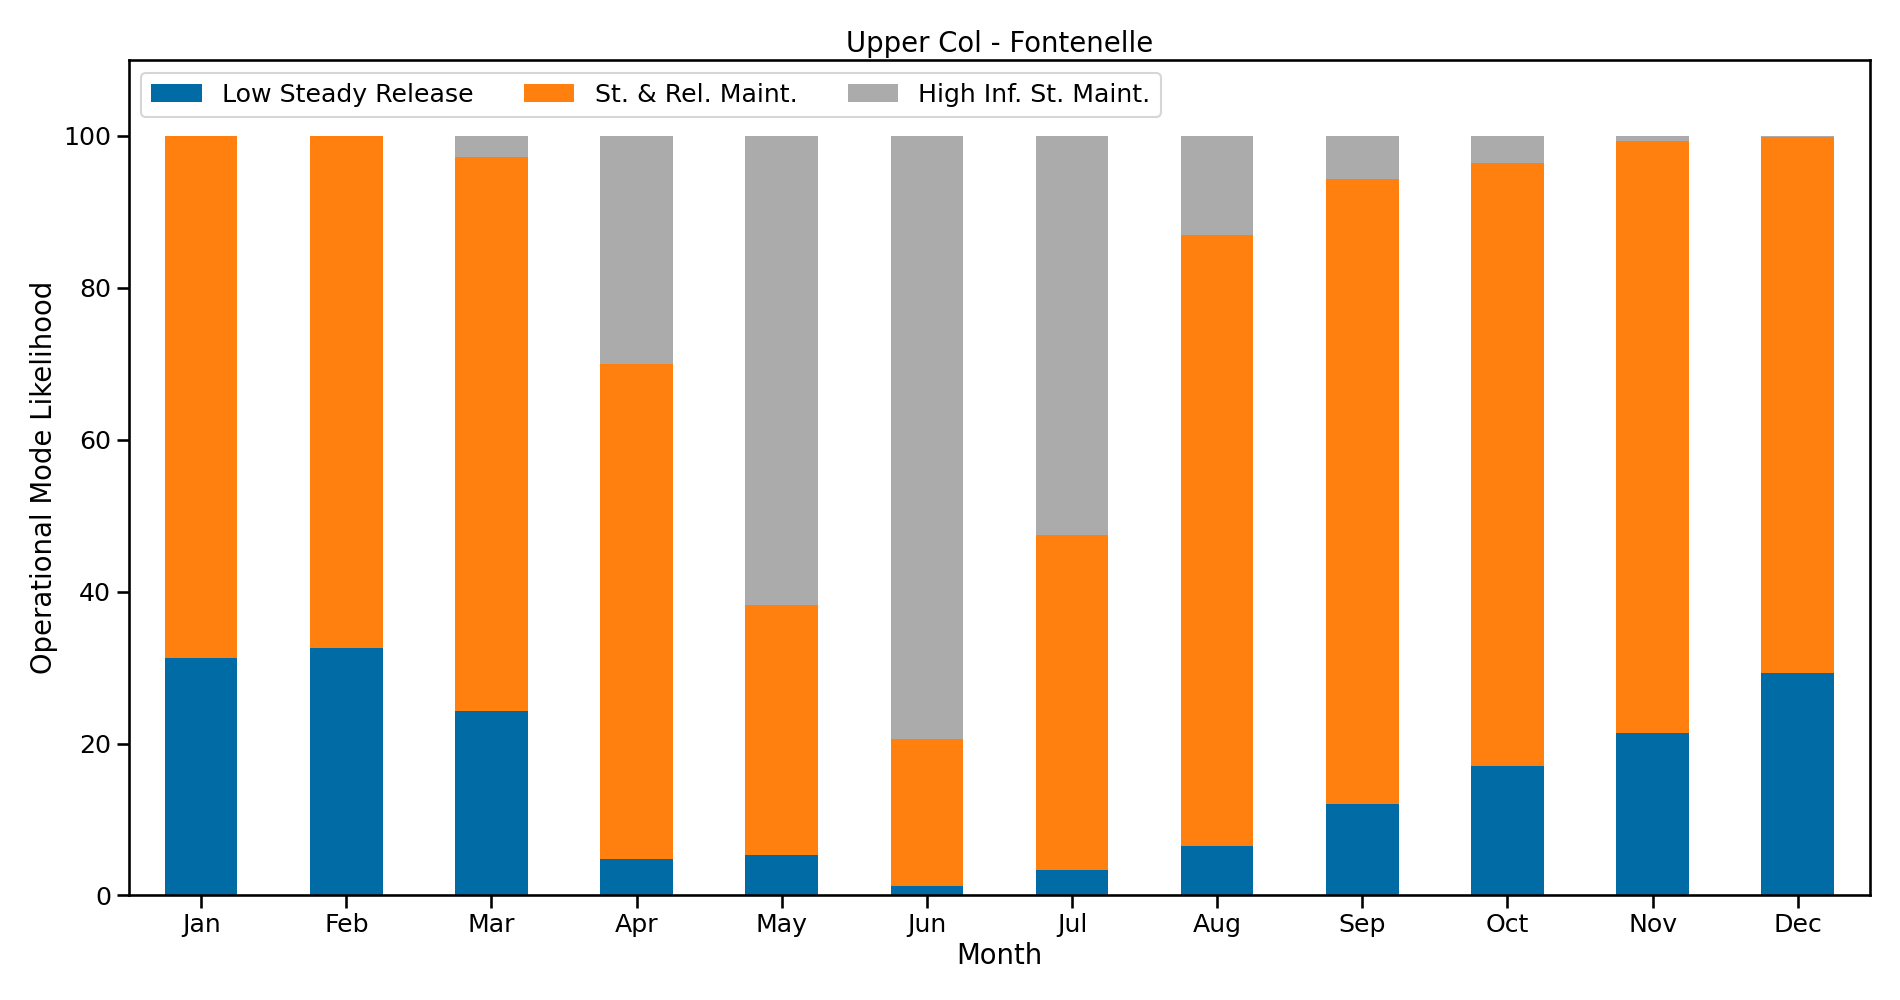 Upper Col - Fontenelle
Low Steady Release St. & Rel. Maint. High Inf. St. Maint.
Operational Mode Likelihood
100
80
60
40
20
0
Jan Feb Mar Apr May Jun Jul Aug Sep Oct Nov Dec
Month